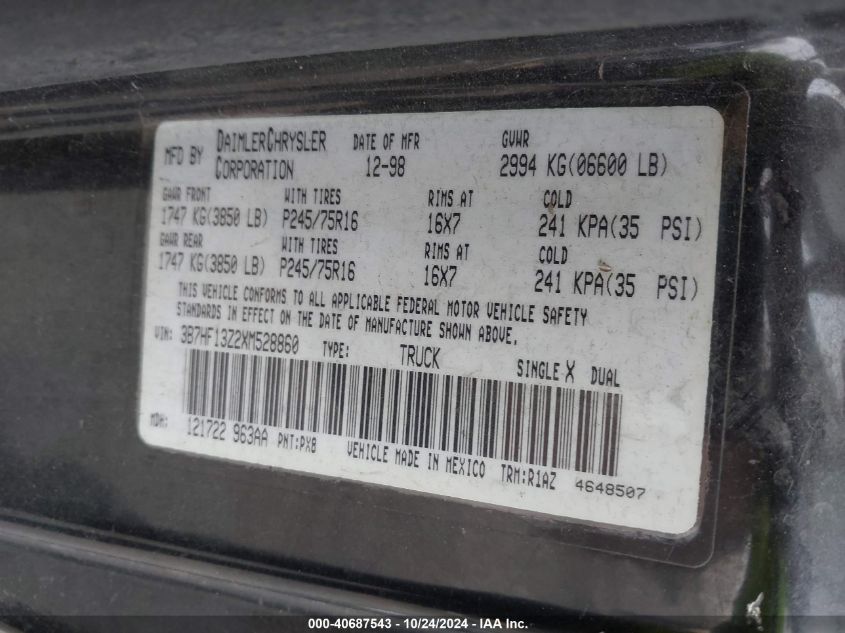 MFD BY DAIMLERCHRYSLER CORPORATION DATE OF MFR 12-98 GVWR 2994 KG(06600 LB)
GAWR FRONT WITH TIRES RIMS AT COLD
1747 KG(3850 LB) P245/75R16 16X7 241 KPA(35 PSI)
GAWR REAR WITH TIRES RIMS AT COLD
1747 KG(3850 LB) P245/75R16 16X7 241 KPA(35 PSI)
THIS VEHICLE CONFORMS TO ALL APPLICABLE FEDERAL MOTOR VEHICLE SAFETY
STANDARDS IN EFFECT ON THE DATE OF MANUFACTURE SHOWN ABOVE.
VIN: 3B7HF13Z2XM528860 TYPE: TRUCK SINGLE X DUAL
MDH: 121722 963AA PNT:PX8 VEHICLE MADE IN MEXICO TRM:R1AZ 4648507
000-40687543 - 10/24/2024 - IAA Inc.